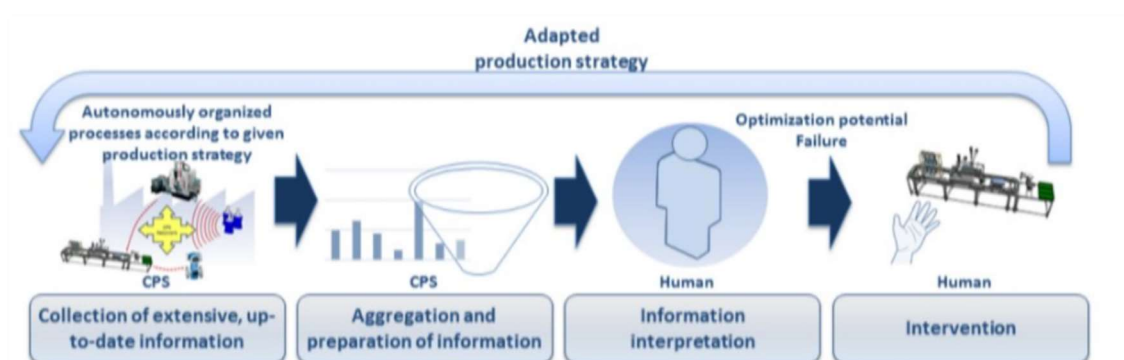 Adapted
production strategy
Autonomously organized
processes according to given
production strategy
Optimization potential
Failure
CPS
CPS
Human
Human
Collection of extensive, up-
to-date information
Aggregation and
preparation of information
Information
interpretation
Intervention